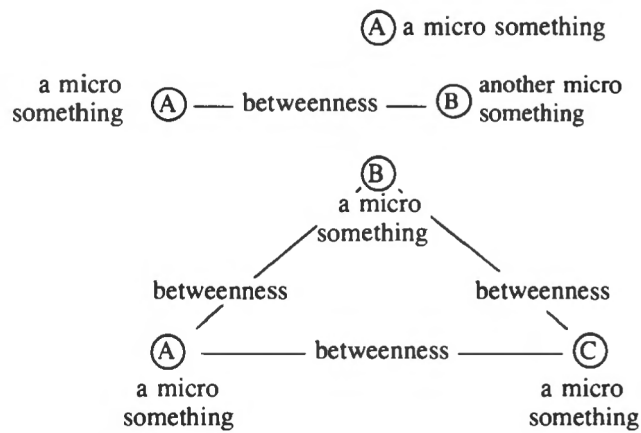 A a micro something
a micro
something
A betweenness B
another micro
something
B
a micro
something
betweenness betweenness
A betweenness C
a micro
something
a micro
something